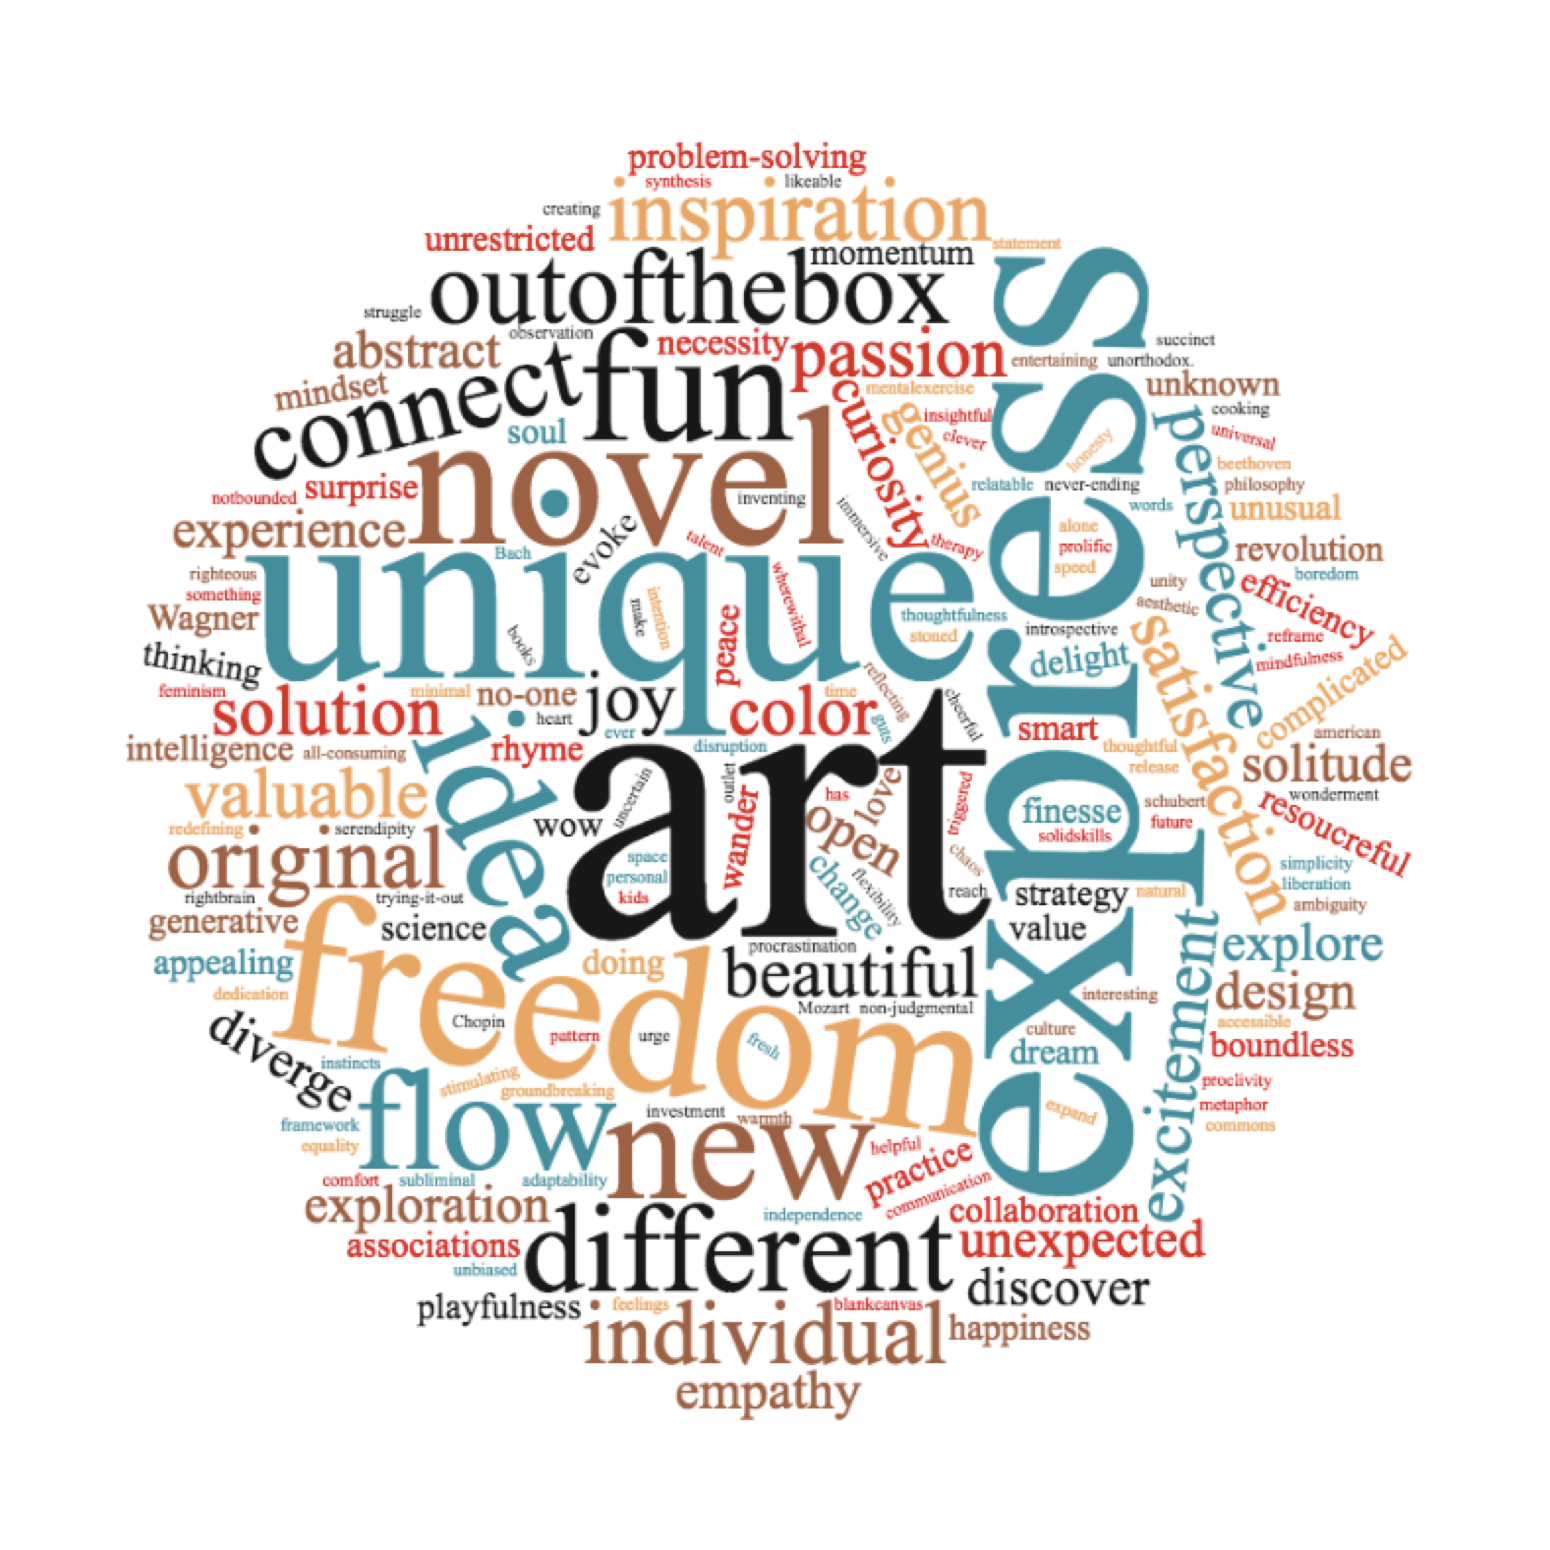 problem-solving
synthesis
likeable
creating
inspiration
unrestricted
statement
momentum
outofthebox
express
struggle
observation
abstract
necessity
passion
entertaining
unorthodox.
succinct
mindset
connect
fun
mentalexercise
unknown
cooking
soul
curiosity
genius
insightful
clever
honesty
perspective
universal
notbounded
surprise
novel
inventing
relatable
never-ending
beethoven
philosophy
experience
evoke
immersive
words
unusual
Bach
talent
therapy
alone
prolific
speed
revolution
righteous
something
unique
wherewithal
unity
boredom
efficiency
Wagner
make
intention
peace
thoughtfulness
stoned
aesthetic
introspective
reframe
mindfulness
thinking
books
delight
satisfaction
complicated
feminism
solution
minimal
no-one
heart
joy
ever
color
time
reflecting
guts
cheerful
smart
american
intelligence
all-consuming
idea
rhyme
disruption
art
thoughtful
release
solitude
valuable
uncertain
outlet
wander
has
love
triggered
finesse
schubert
wonderment
redefining
serendipity
wow
open
solidskills
future
resoucreful
original
space
personal
kids
change
flexibility
chaos
simplicity
liberation
rightbrain
trying-it-out
reach
strategy
natural
ambiguity
generative
science
value
excitement
appealing
freedom
doing
procrastination
beautiful
explore
dedication
Mozart
non-judgmental
interesting
design
diverge
Chopin
pattern
urge
fresh
culture
accessible
instincts
dream
boundless
stimulating
groundbreaking
proclivity
flow
investment
warmth
expand
metaphor
framework
new
commons
equality
helpful
practice
communication
comfort
subliminal
adaptability
exploration
independence
collaboration
associations
different
unexpected
unbiased
discover
playfulness
feelings
blankcanvas
individual
happiness
empathy